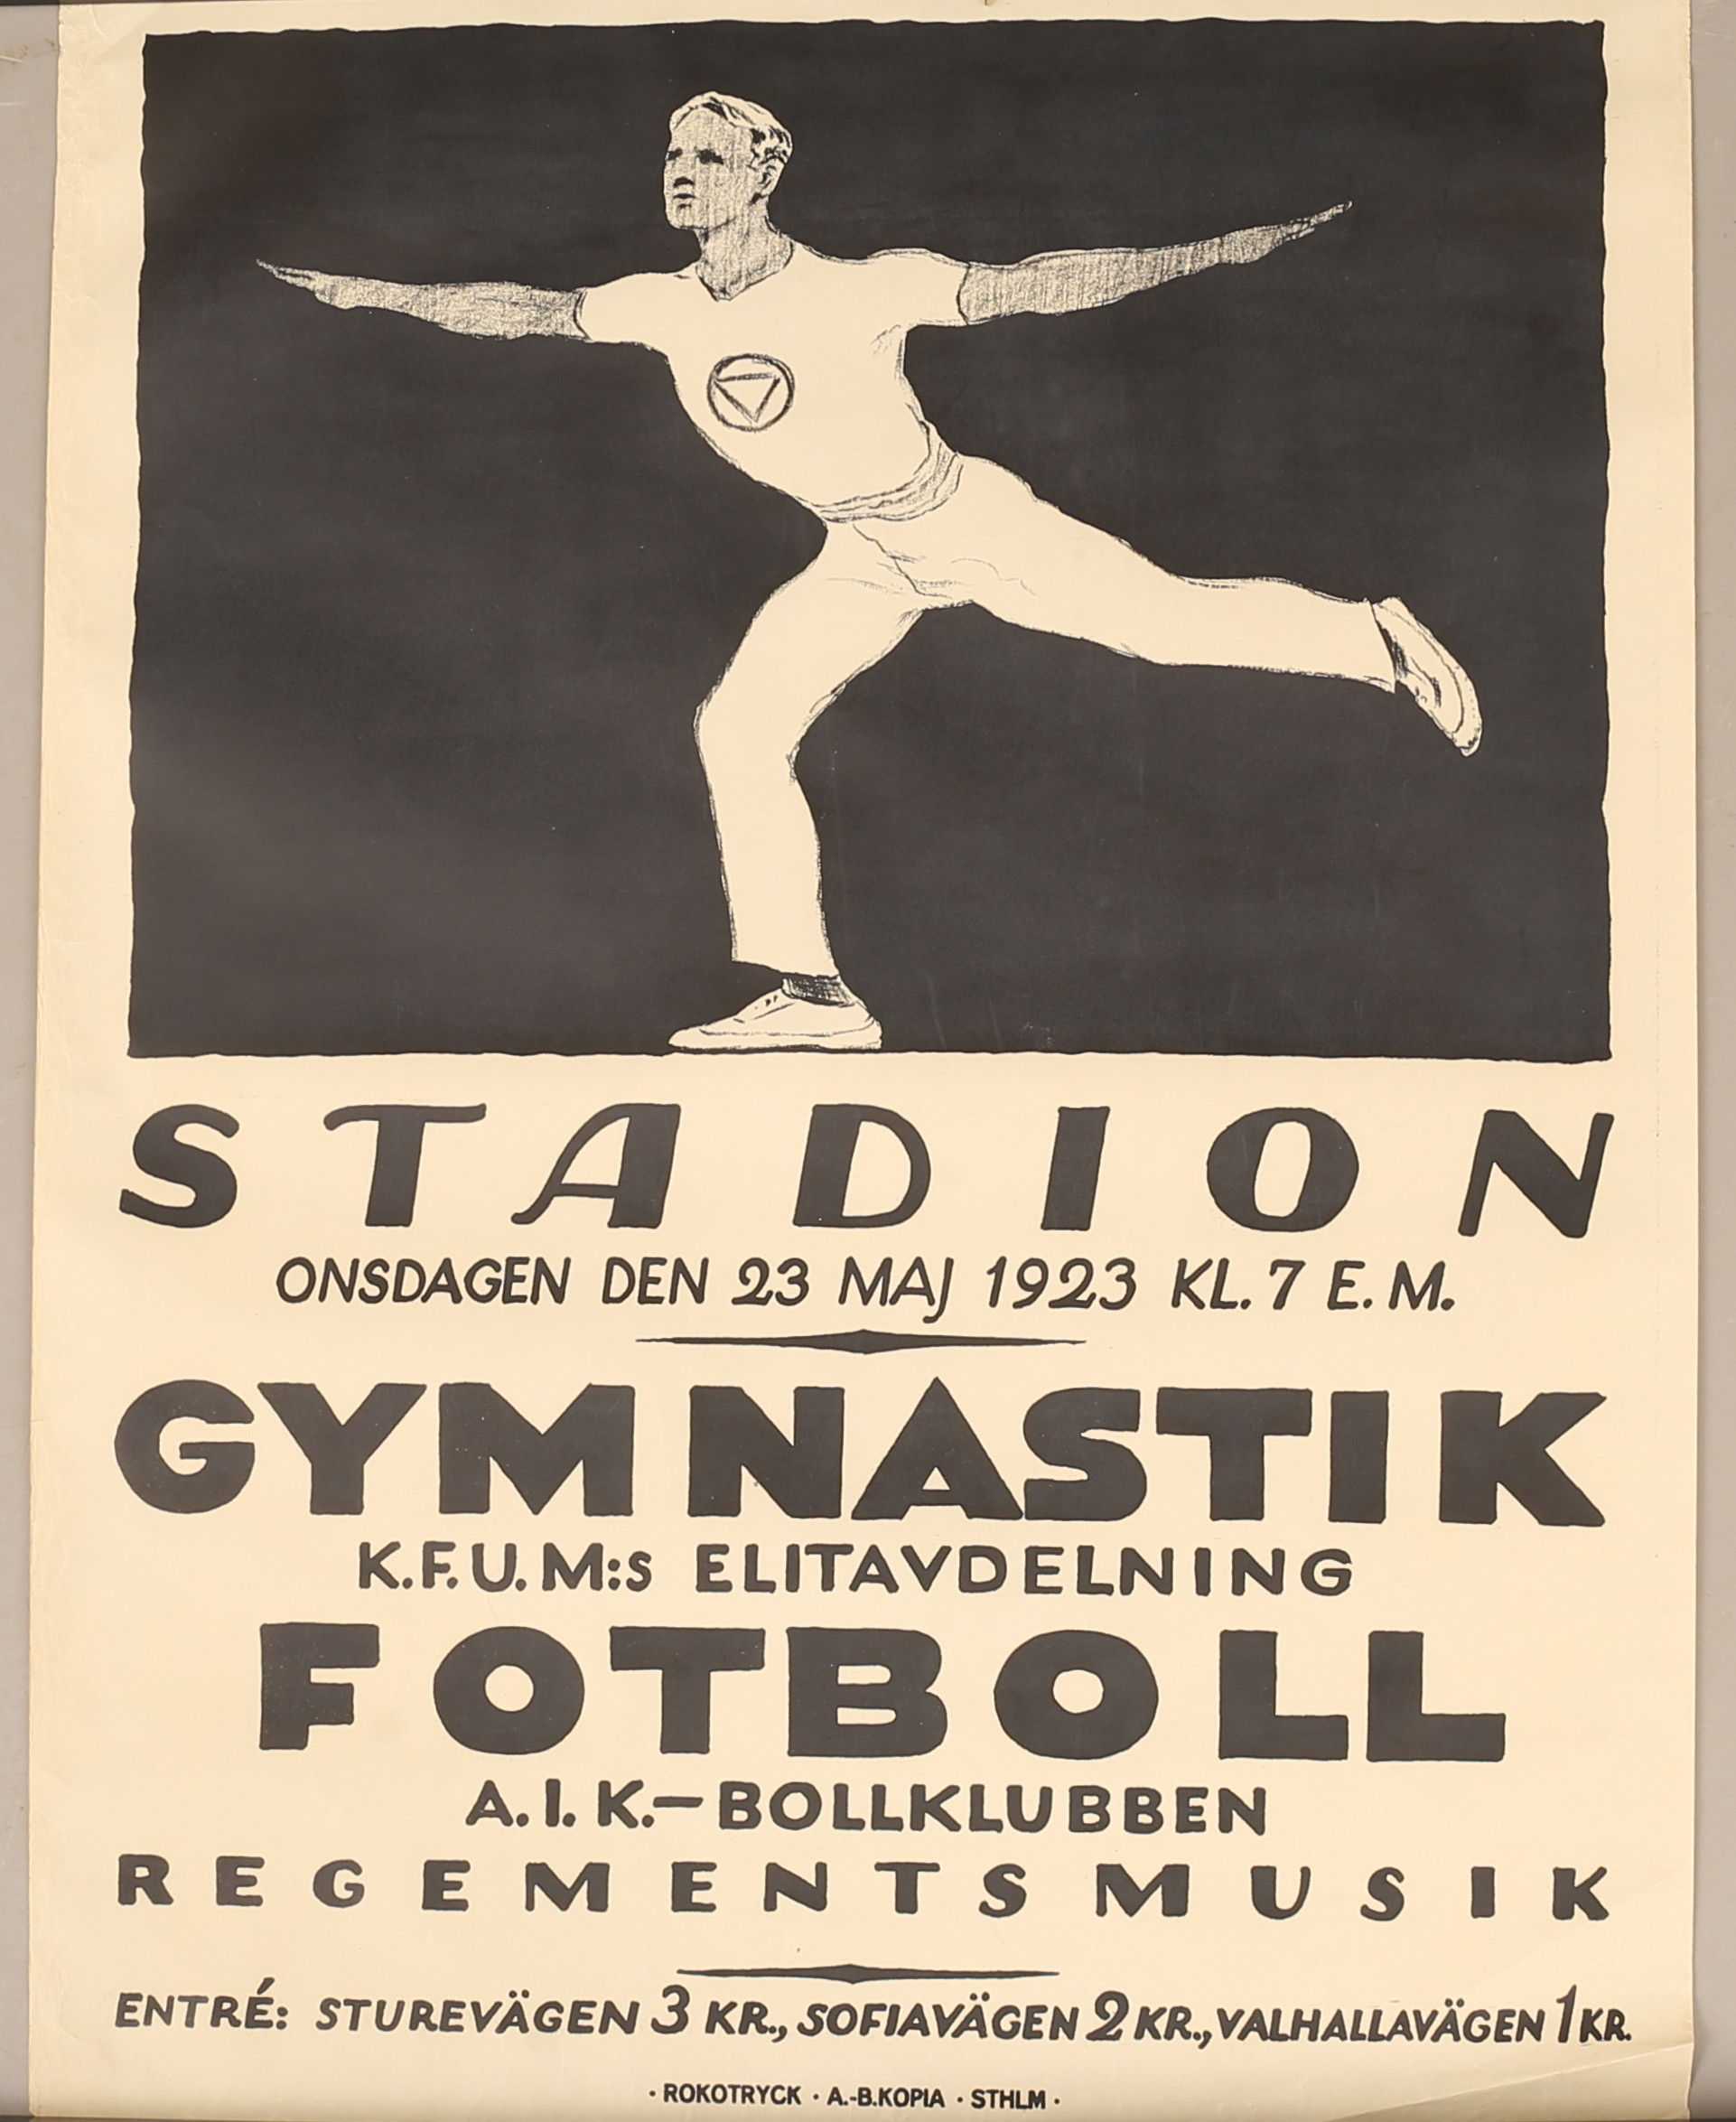 STADION
ONSDAGEN DEN 23 MAJ 1923 KL. 7 E. M.
GYMNASTIK
K.F.U.M:s ELITAVDELNING
FOTBOLL
A. I. K.–BOLLKLUBBEN
REGEMENTSMUSIK
ENTRÉ: STUREVÄGEN 3 KR., SOFIAVÄGEN 2 KR., VALHALLAVÄGEN 1 KR.
· ROKOTRYCK · A.-B. KOPIA · STHLM ·